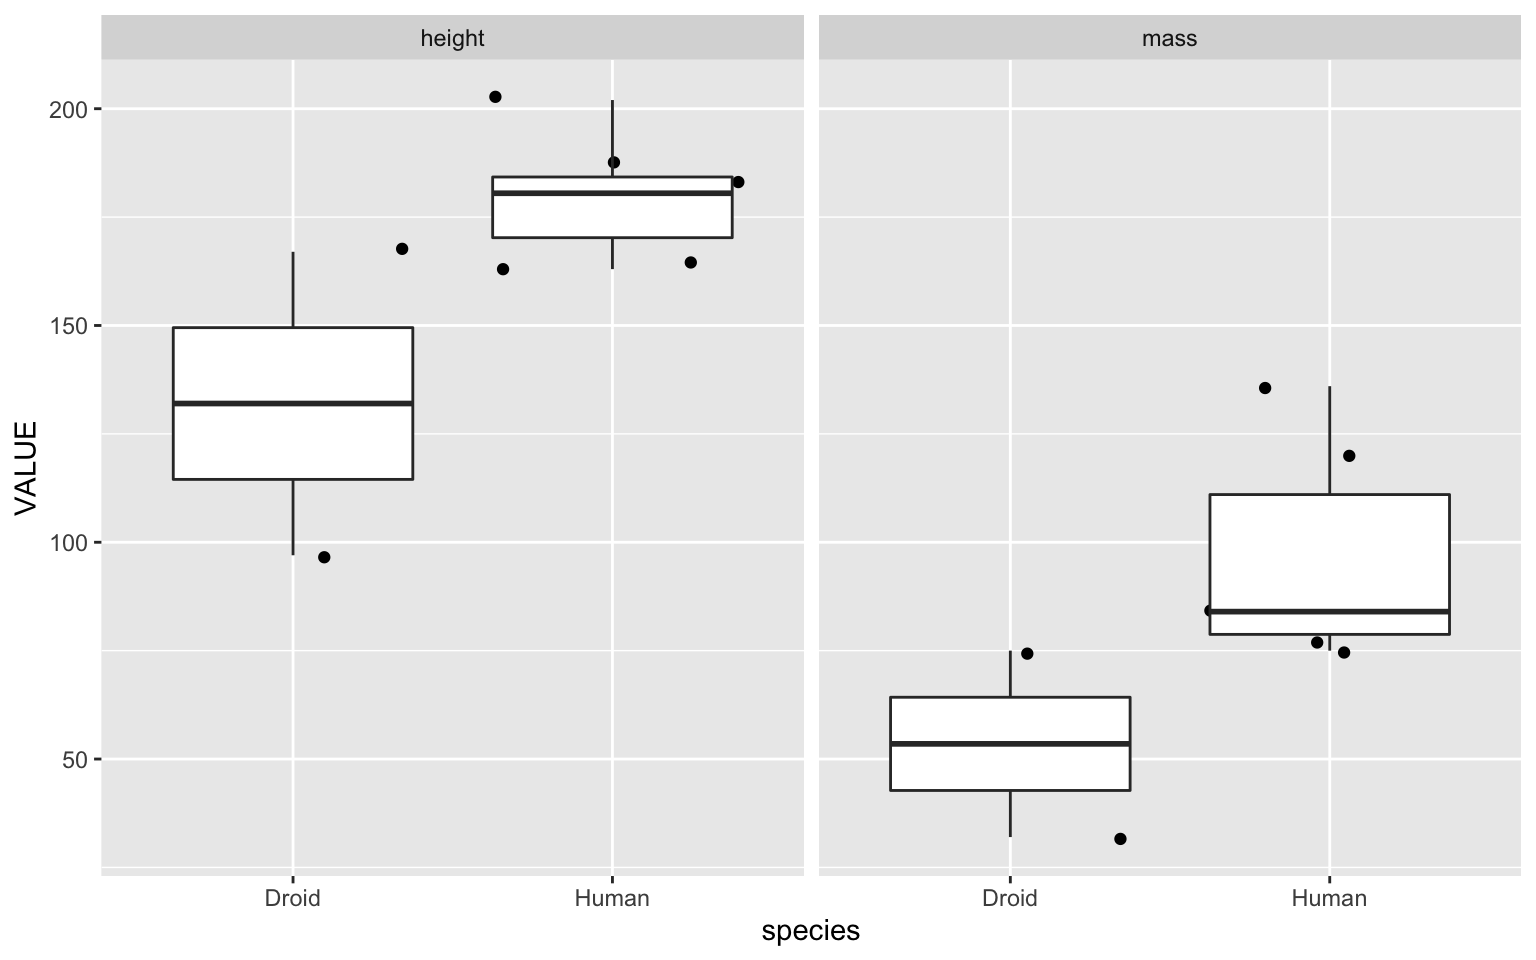 height mass
200
150
100
50
VALUE
Droid Human Droid Human
species